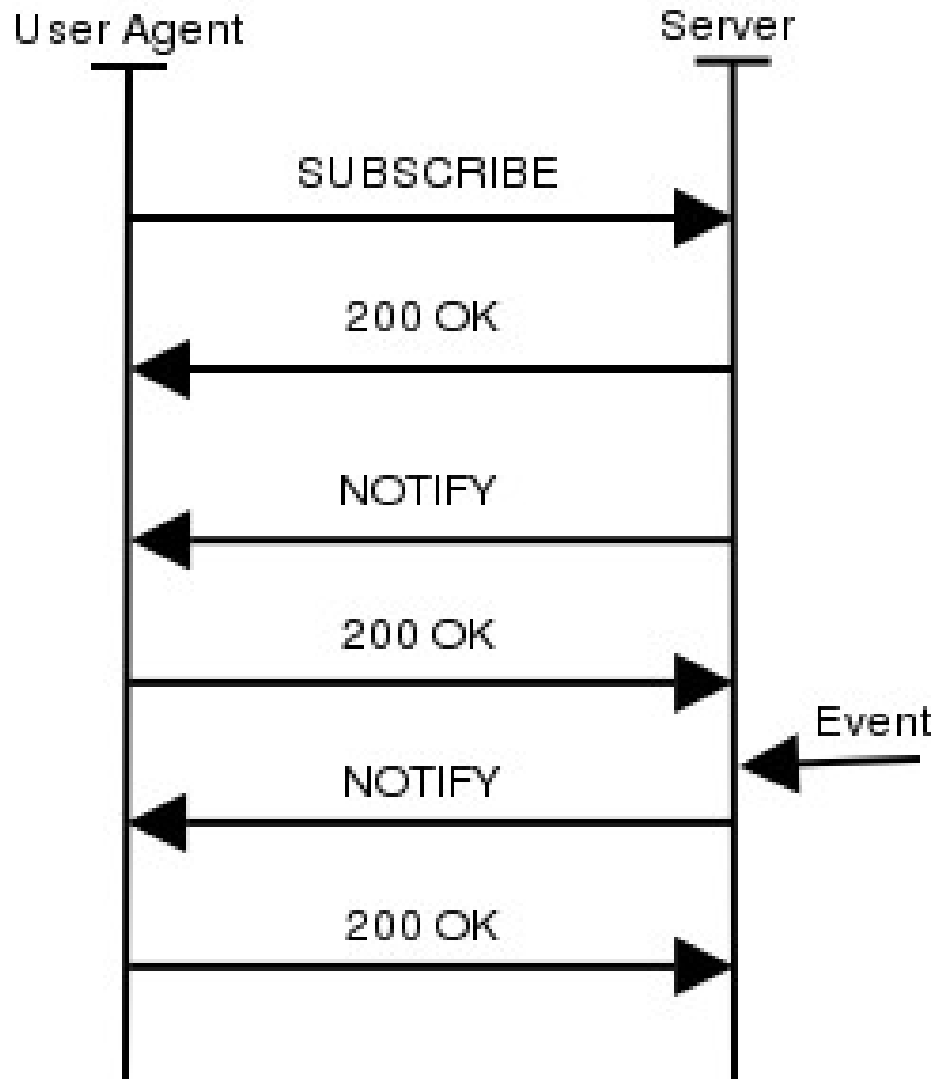 User Agent
Server
SUBSCRIBE
200 OK
NOTIFY
200 OK
Event
NOTIFY
200 OK